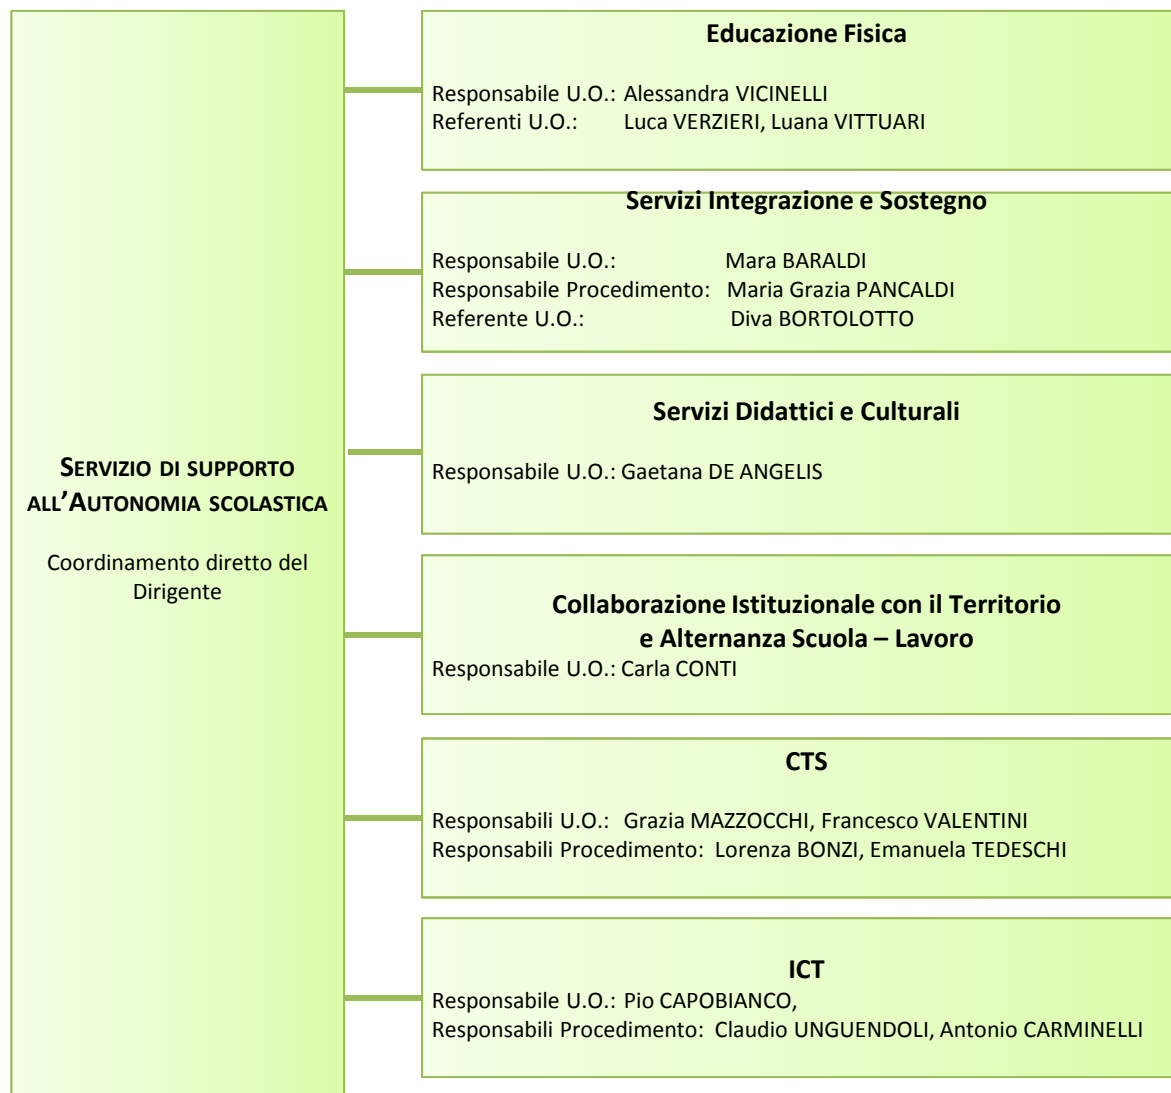 SERVIZIO DI SUPPORTO
ALL'AUTONOMIA SCOLASTICA
Coordinamento diretto del
Dirigente
Educazione Fisica
Responsabile U.O.: Alessandra VICINELLI
Referenti U.O.: Luca VERZIERI, Luana VITTUARI
Servizi Integrazione e Sostegno
Responsabile U.O.: Mara BARALDI
Responsabile Procedimento: Maria Grazia PANCALDI
Referente U.O.: Diva BORTOLOTTO
Servizi Didattici e Culturali
Responsabile U.O.: Gaetana DE ANGELIS
Collaborazione Istituzionale con il Territorio
e Alternanza Scuola – Lavoro
Responsabile U.O.: Carla CONTI
CTS
Responsabili U.O.: Grazia MAZZOCCHI, Francesco VALENTINI
Responsabili Procedimento: Lorenza BONZI, Emanuela TEDESCHI
ICT
Responsabile U.O.: Pio CAPOBIANCO,
Responsabili Procedimento: Claudio UNGUENDOLI, Antonio CARMINELLI